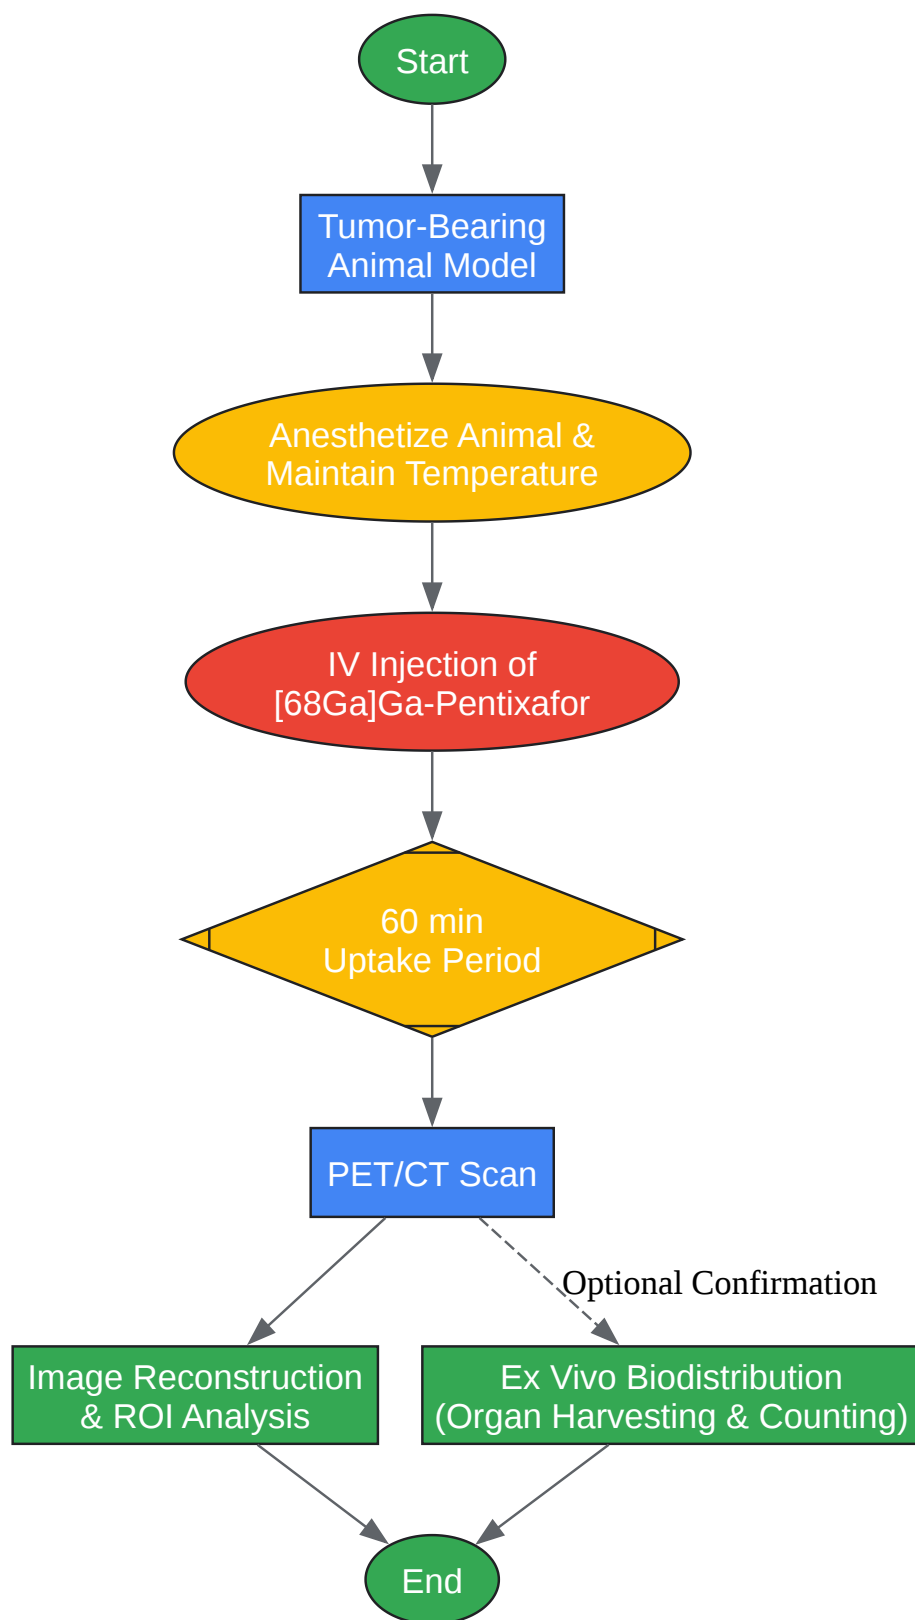 Start
Tumor-Bearing
Animal Model
Anesthetize Animal &
Maintain Temperature
IV Injection of
[68Ga]Ga-Pentixafor
60 min
Uptake Period
PET/CT Scan
Optional Confirmation
Image Reconstruction
& ROI Analysis
Ex Vivo Biodistribution
(Organ Harvesting & Counting)
End